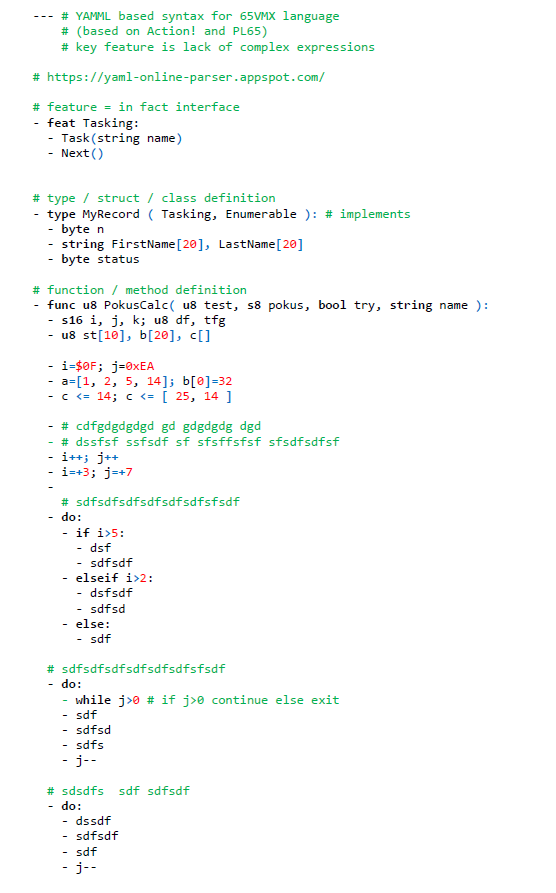 --- # YAMML based syntax for 65VMX language
# (based on Action! and PL65)
# key feature is lack of complex expressions
# https://yaml-online-parser.appspot.com/
# feature = in fact interface
- feat Tasking:
- Task(string name)
- Next()
# type / struct / class definition
- type MyRecord ( Tasking, Enumerable ): # implements
- byte n
- string FirstName[20], LastName[20]
- byte status
# function / method definition
- func u8 PokusCalc( u8 test, s8 pokus, bool try, string name ):
- s16 i, j, k; u8 df, tfg
- u8 st[10], b[20], c[]
- i=$0F; j=0xEA
- a=[1, 2, 5, 14]; b[0]=32
- c <= 14; c <= [ 25, 14 ]
- # cdfgdgdgdgd gd gdgdgdg dgd
- # dssfsf ssfsdf sf sfsffsfsf sfsdfsdfsf
- i++; j++
- i=+3; j=+7
-
# sdfsdfsdfsdfsdfsdfsfsdf
- do:
- if i>5:
- dsf
- sdfsdf
- elseif i>2:
- dsfsdf
- sdfsd
- else:
- sdf
# sdfsdfsdfsdfsdfsdfsfsdf
- do:
- while j>0 # if j>0 continue else exit
- sdf
- sdfsd
- sdfs
- j--
# sdsdfs  sdf sdfsdf
- do:
- dssdf
- sdfsdf
- sdf
- j--